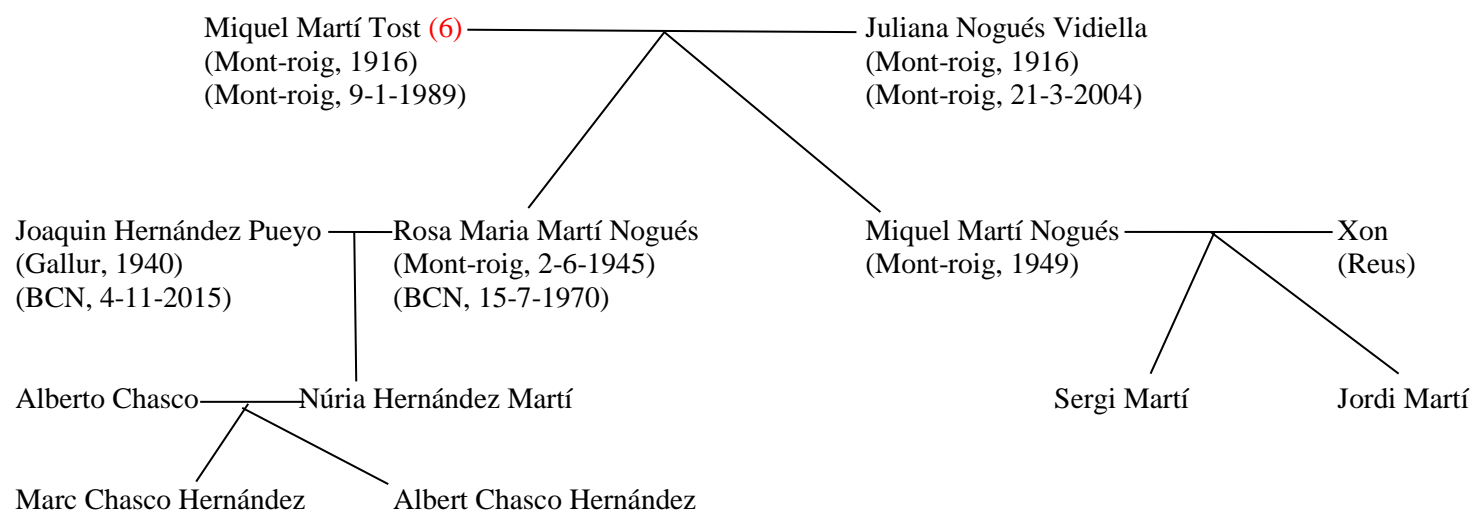 Miquel Martí Tost (6)
(Mont-roig, 1916)
(Mont-roig, 9-1-1989)
Juliana Nogués Vidiella
(Mont-roig, 1916)
(Mont-roig, 21-3-2004)
Joaquin Hernández Pueyo
(Gallur, 1940)
(BCN, 4-11-2015)
Rosa Maria Martí Nogués
(Mont-roig, 2-6-1945)
(BCN, 15-7-1970)
Miquel Martí Nogués
(Mont-roig, 1949)
Xon
(Reus)
Alberto Chasco
Núria Hernández Martí
Sergi Martí
Jordi Martí
Marc Chasco Hernández
Albert Chasco Hernández